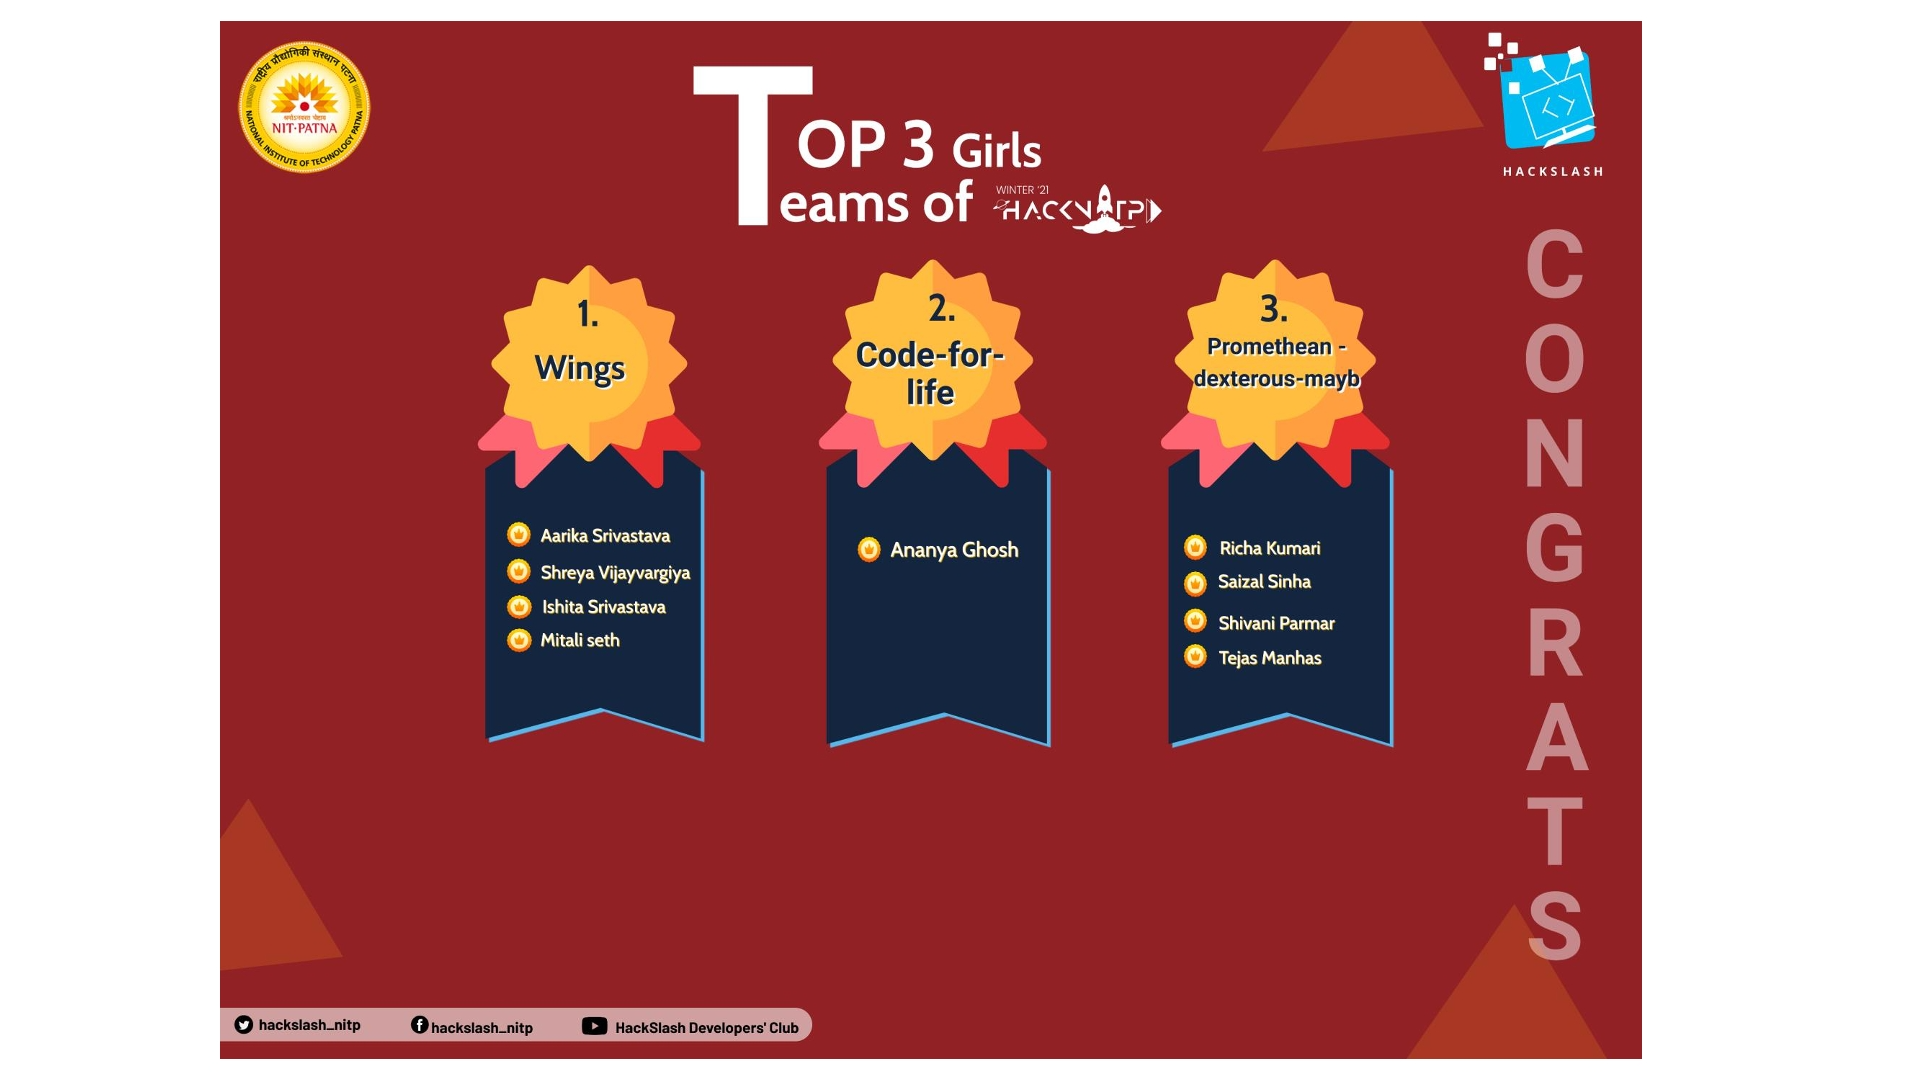 राष्ट्रीय प्रौद्योगिकी संस्थान पटना
NIT-PATNA
NATIONAL INSTITUTE OF TECHNOLOGY PATNA
TOP 3 Girls
Teams of
WINTER '21
HACKNITP
HACKSLASH
1.
Wings
Aarika Srivastava
Shreya Vijayvargiya
Ishita Srivastava
Mitali seth
2.
Code-for-
life
Ananya Ghosh
3.
Promethean -
dexterous-mayb
Richa Kumari
Saizal Sinha
Shivani Parmar
Tejas Manhas
CONGRATS
hackslash_nitp
hackslash_nitp
HackSlash Developers' Club